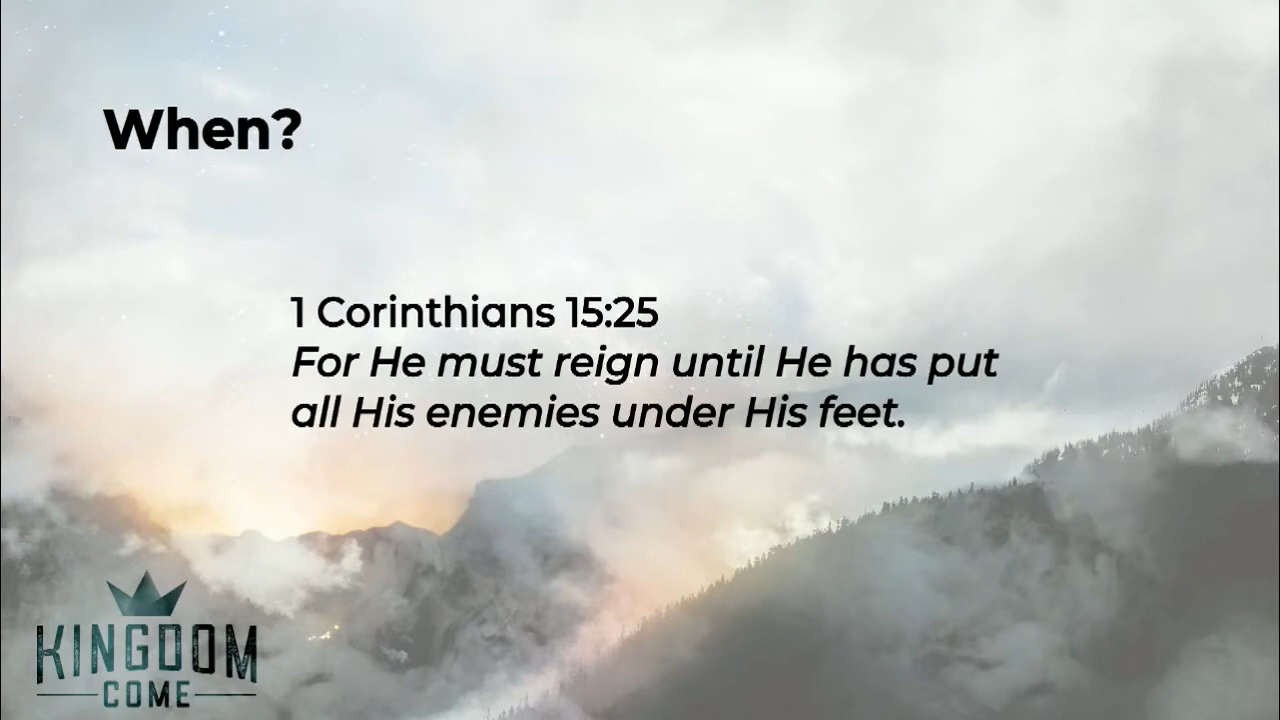 When?
1 Corinthians 15:25
For He must reign until He has put
all His enemies under His feet.
KINGDOM
COME